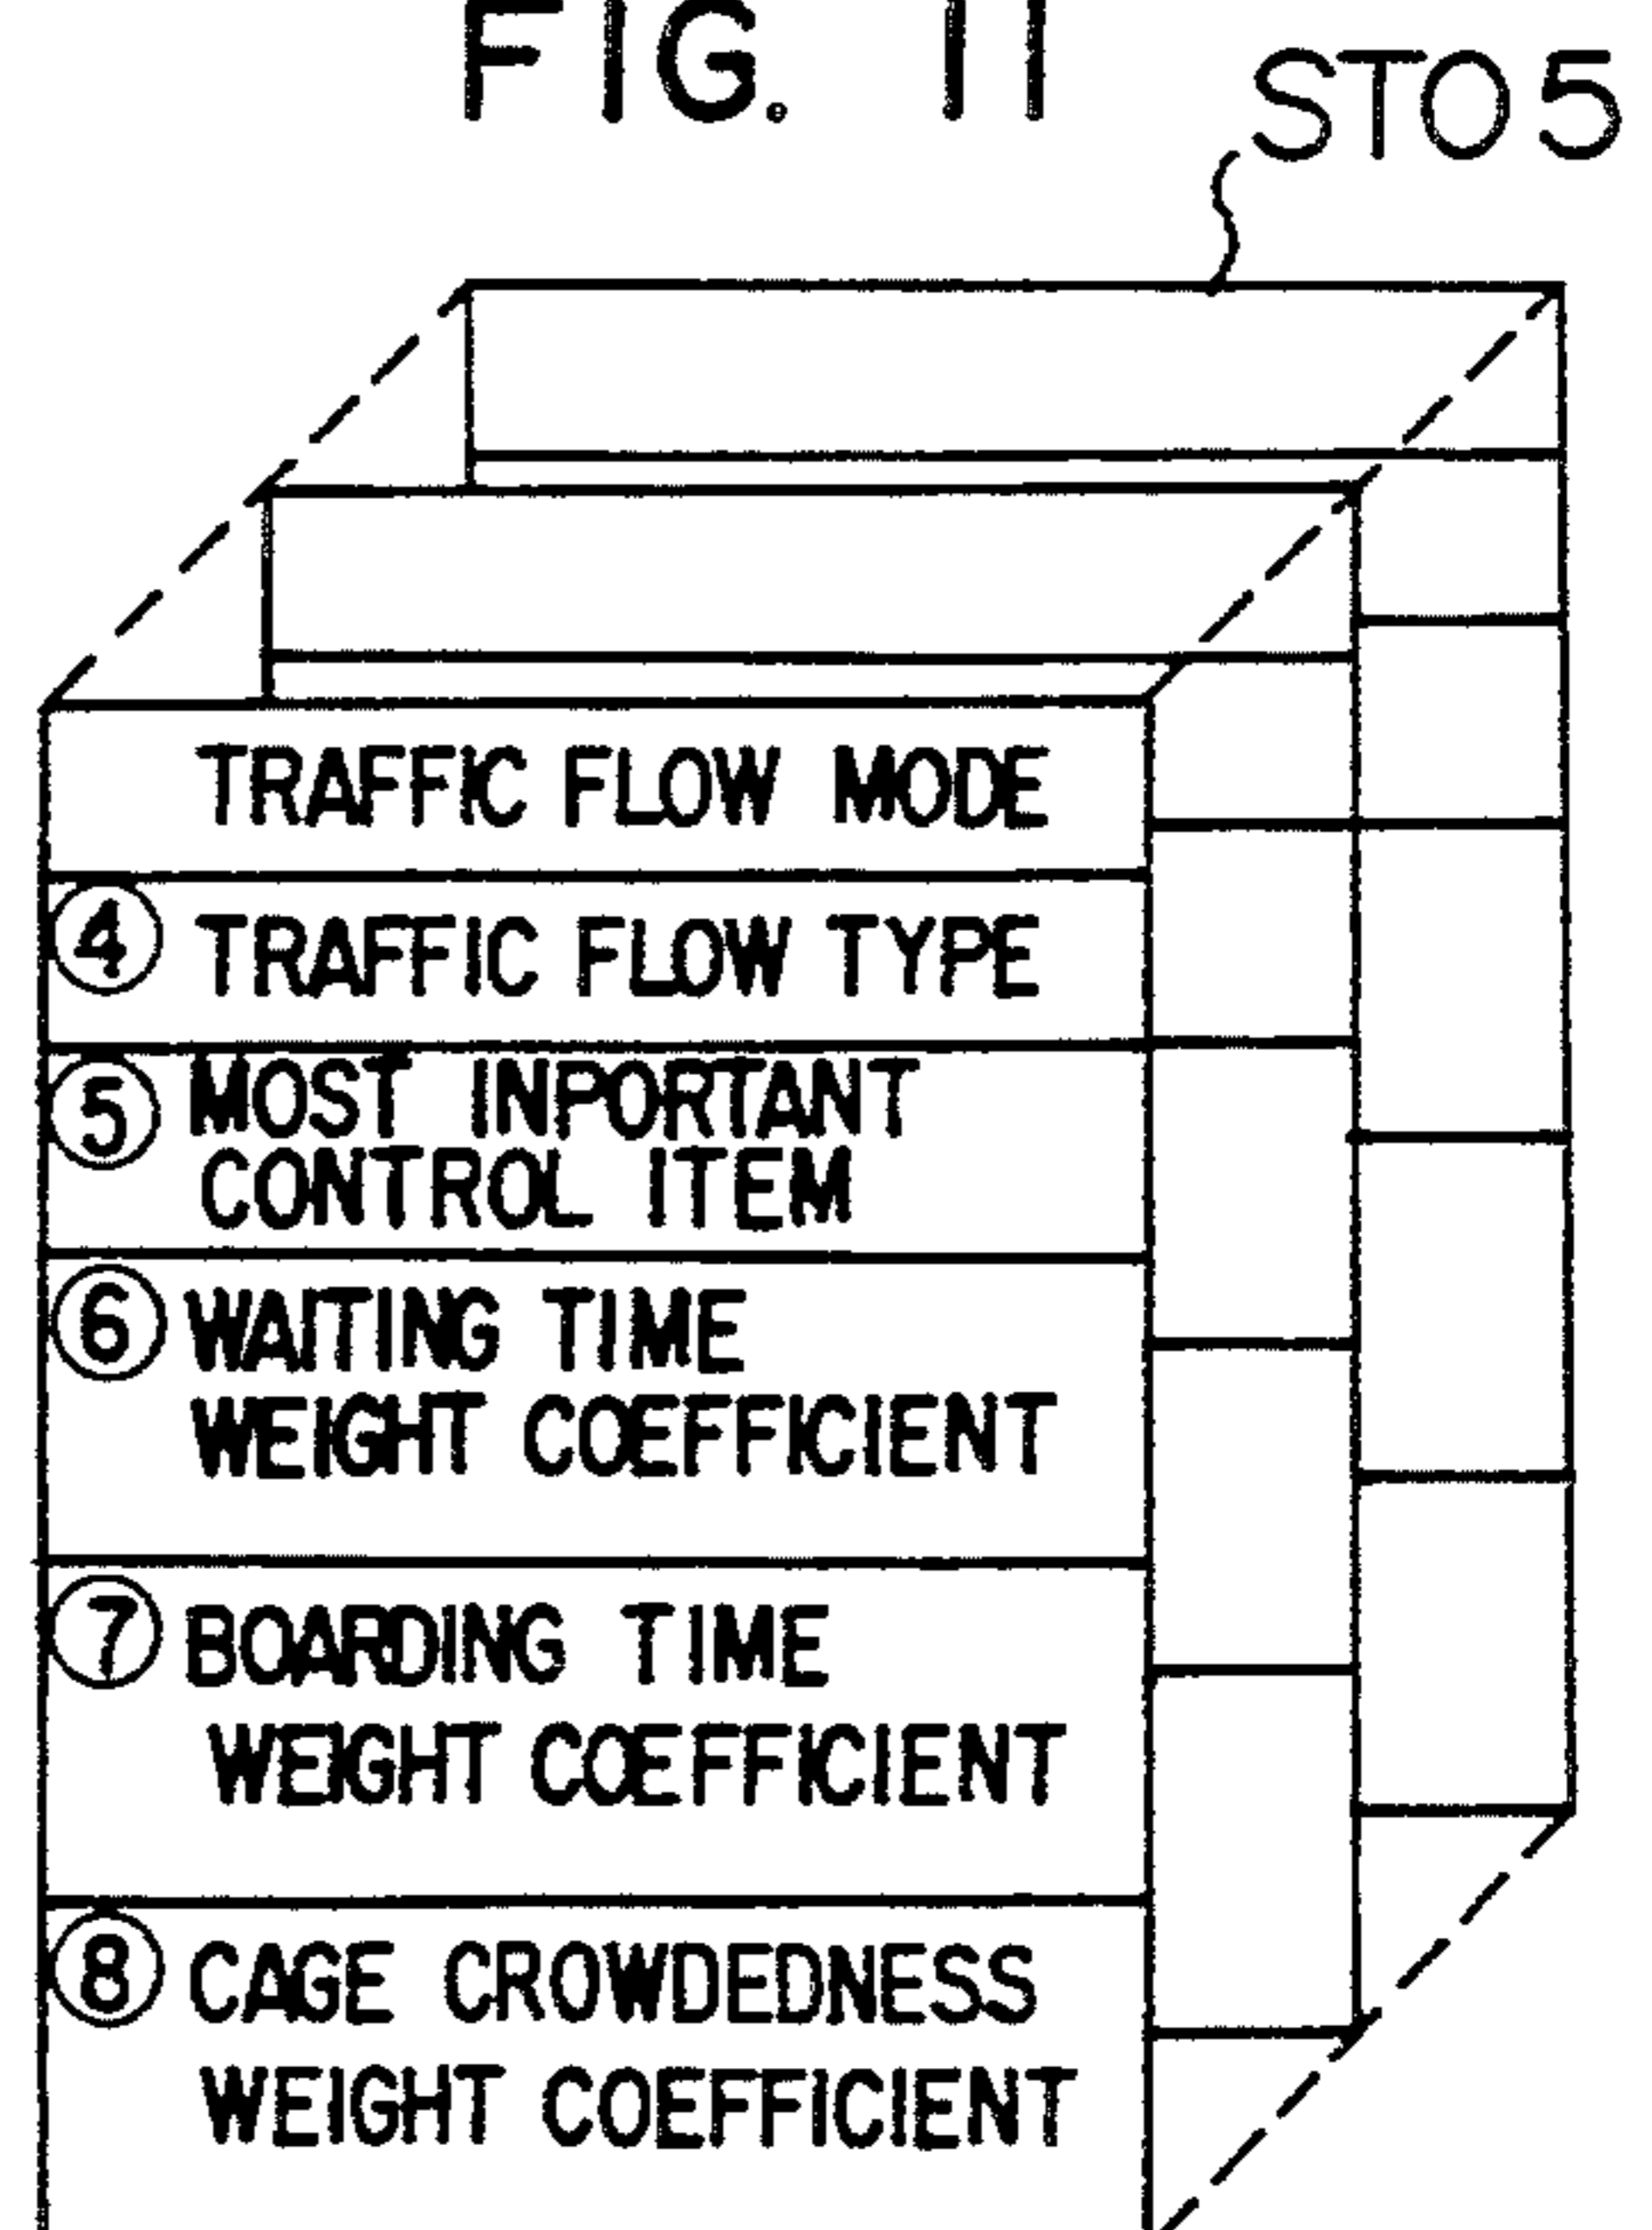 FIG. 11
ST05
TRAFFIC FLOW MODE
④ TRAFFIC FLOW TYPE
⑤ MOST INPORTANT
CONTROL ITEM
⑥ WAITING TIME
WEIGHT COEFFICIENT
⑦ BOARDING TIME
WEIGHT COEFFICIENT
⑧ CAGE CROWDEDNESS
WEIGHT COEFFICIENT